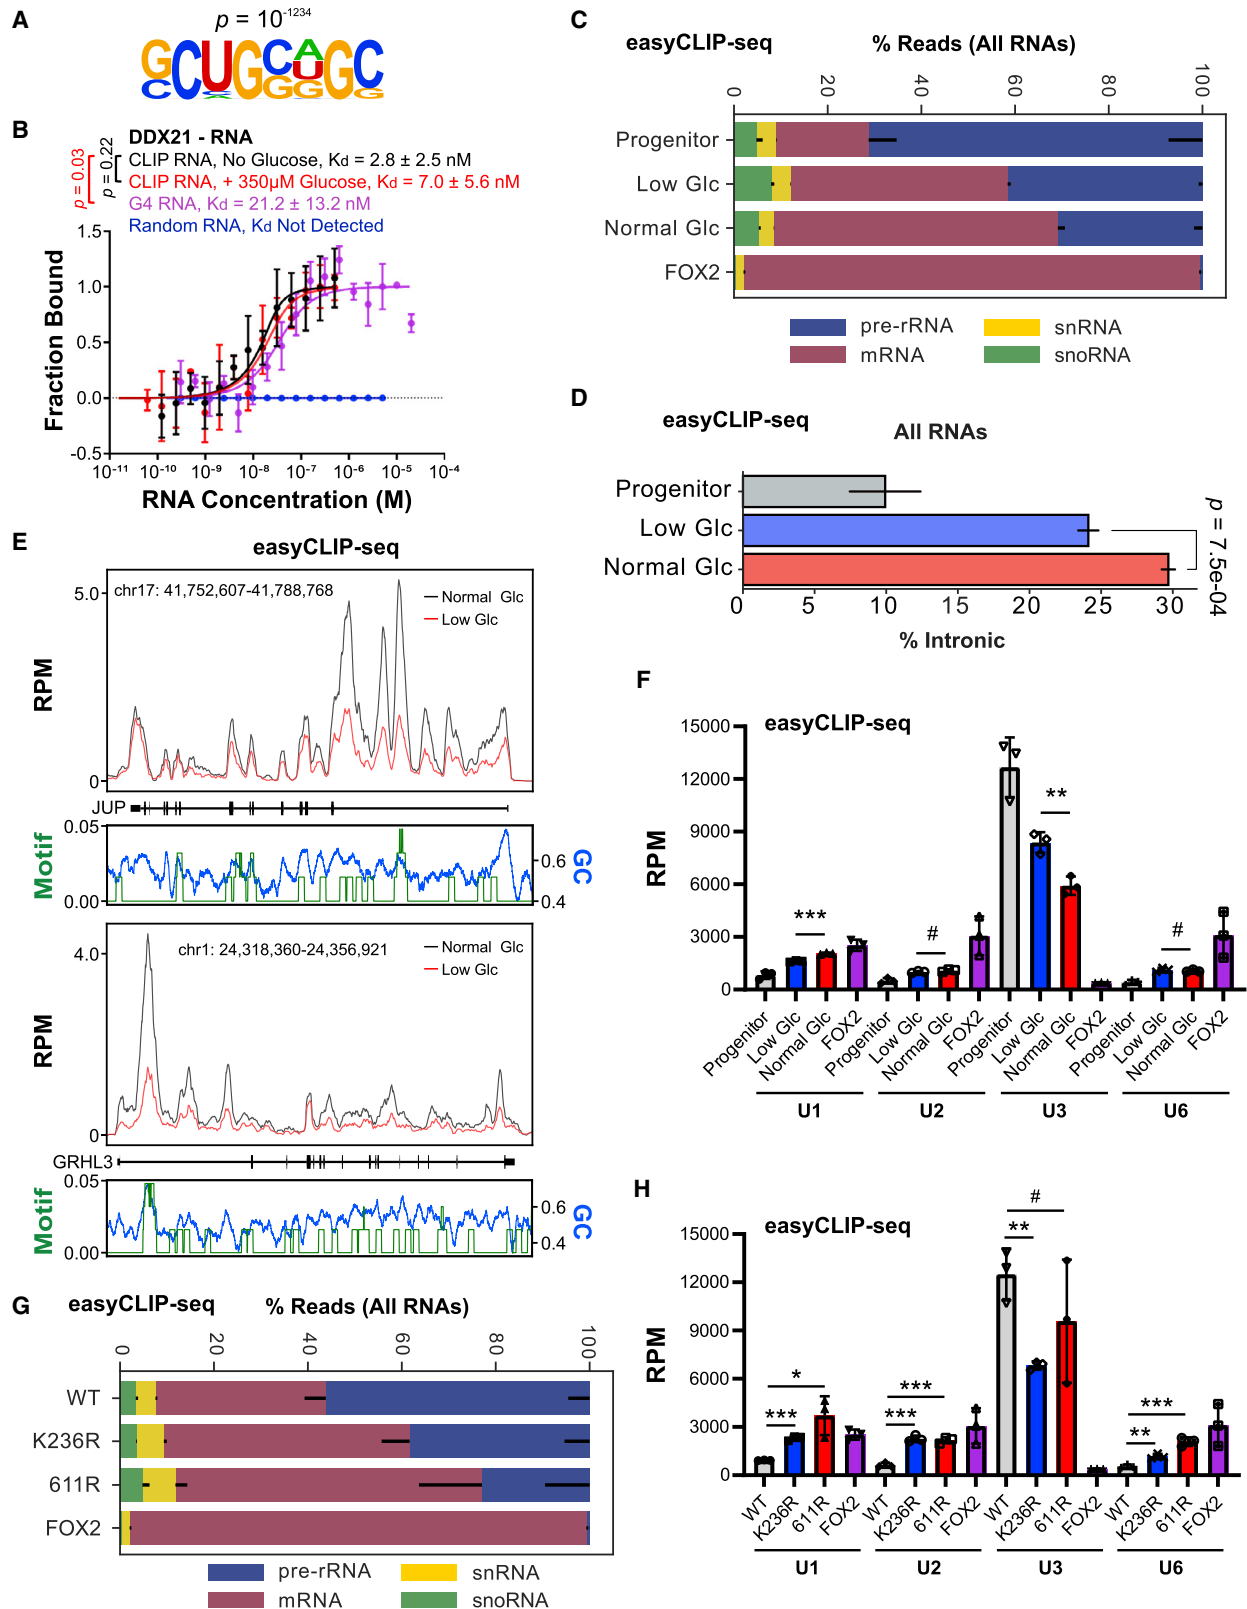 A
p = 10-1234
GCUGCAGC
CUGGC
B
DDX21 - RNA
CLIP RNA, No Glucose, Kd = 2.8 ± 2.5 nM
CLIP RNA, + 350µM Glucose, Kd = 7.0 ± 5.6 nM
G4 RNA, Kd = 21.2 ± 13.2 nM
Random RNA, Kd Not Detected
p = 0.03
p = 0.22
Fraction Bound
1.5
1.0
0.5
0.0
-0.5
10-11 10-10 10-9 10-8 10-7 10-6 10-5 10-4
RNA Concentration (M)
C
easyCLIP-seq
% Reads (All RNAs)
0 20 40 60 80 100
Progenitor
Low Glc
Normal Glc
FOX2
pre-rRNA
snRNA
mRNA
snoRNA
D
easyCLIP-seq
All RNAs
Progenitor
Low Glc
Normal Glc
p = 7.5e-04
0 5 10 15 20 25 30
% Intronic
E
easyCLIP-seq
chr17: 41,752,607-41,788,768
Normal Glc
Low Glc
RPM
5.0
0
JUP
Motif
0.05
0.00
GC
0.6
0.4
chr1: 24,318,360-24,356,921
Normal Glc
Low Glc
RPM
4.0
0
GRHL3
Motif
0.05
0.00
GC
0.6
0.4
F
easyCLIP-seq
RPM
15000
12000
9000
6000
3000
0
*** # ** #
Progenitor Low Glc Normal Glc FOX2 Progenitor Low Glc Normal Glc FOX2 Progenitor Low Glc Normal Glc FOX2 Progenitor Low Glc Normal Glc FOX2
U1 U2 U3 U6
G
easyCLIP-seq
% Reads (All RNAs)
0 20 40 60 80 100
WT
K236R
611R
FOX2
pre-rRNA
snRNA
mRNA
snoRNA
H
easyCLIP-seq
RPM
15000
12000
9000
6000
3000
0
*** * *** *** ** # ** ***
WT K236R 611R FOX2 WT K236R 611R FOX2 WT K236R 611R FOX2 WT K236R 611R FOX2
U1 U2 U3 U6